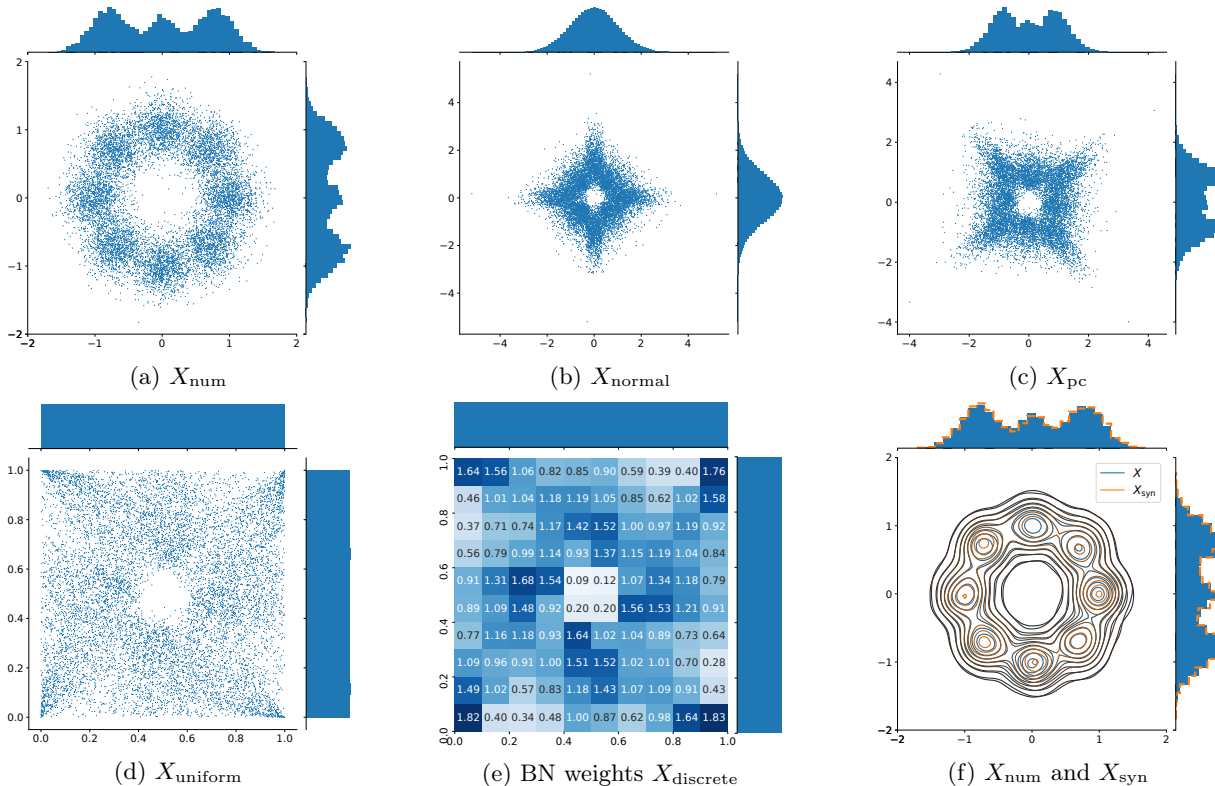 2
1
0
−1
−2
−2 −1 0 1 2
(a) X_num
4
2
0
−2
−4
−4 −2 0 2 4
(b) X_normal
4
2
0
−2
−4
−4 −2 0 2 4
(c) X_pc
1.0
0.8
0.6
0.4
0.2
0.0
0.0 0.2 0.4 0.6 0.8 1.0
(d) X_uniform
1.0
0.8
0.6
0.4
0.2
0.0
1.64 1.56 1.06 0.82 0.85 0.90 0.59 0.39 0.40 1.76
0.46 1.01 1.04 1.18 1.19 1.05 0.85 0.62 1.02 1.58
0.37 0.71 0.74 1.17 1.42 1.52 1.00 0.97 1.19 0.92
0.56 0.79 0.99 1.14 0.93 1.37 1.15 1.19 1.04 0.84
0.91 1.31 1.68 1.54 0.09 0.12 1.07 1.34 1.18 0.79
0.89 1.09 1.48 0.92 0.20 0.20 1.56 1.53 1.21 0.91
0.77 1.16 1.18 0.93 1.64 1.02 1.04 0.89 0.73 0.64
1.09 0.96 0.91 1.00 1.51 1.52 1.02 1.01 0.70 0.28
1.49 1.02 0.57 0.83 1.18 1.43 1.07 1.09 0.91 0.43
1.82 0.40 0.34 0.48 1.00 0.87 0.62 0.98 1.64 1.83
0.0 0.2 0.4 0.6 0.8 1.0
(e) BN weights X_discrete
X
X_syn
2
1
0
−1
−2
−2 −1 0 1 2
(f) X_num and X_syn